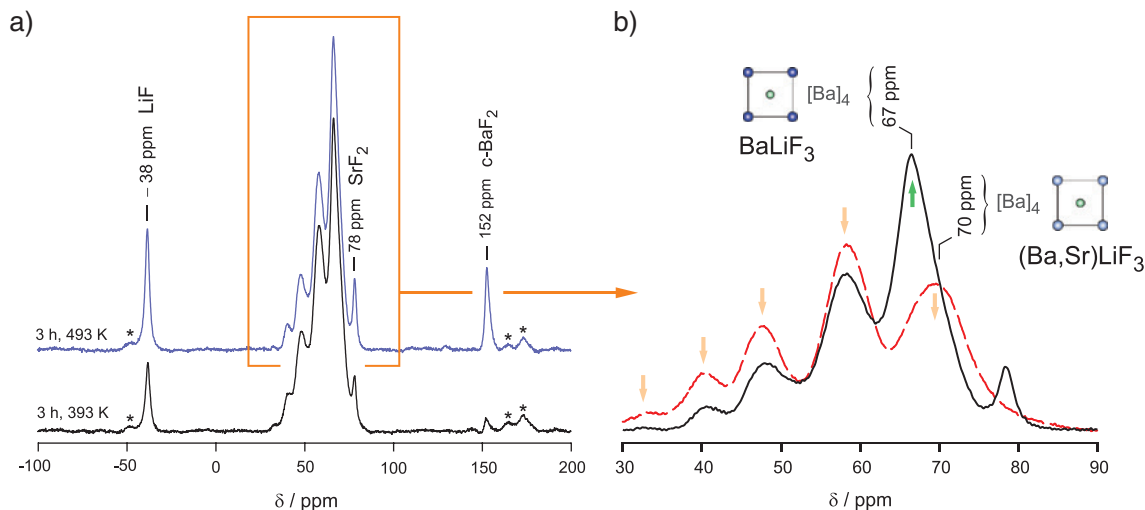 a)
– 38 ppm LiF
78 ppm SrF2
152 ppm c-BaF2
3 h, 493 K
*
*
*
3 h, 393 K
*
*
*
-100 -50 0 50 100 150 200
δ / ppm
b)
[Ba]4
67 ppm
BaLiF3
70 ppm
[Ba]4
(Ba,Sr)LiF3
30 40 50 60 70 80 90
δ / ppm